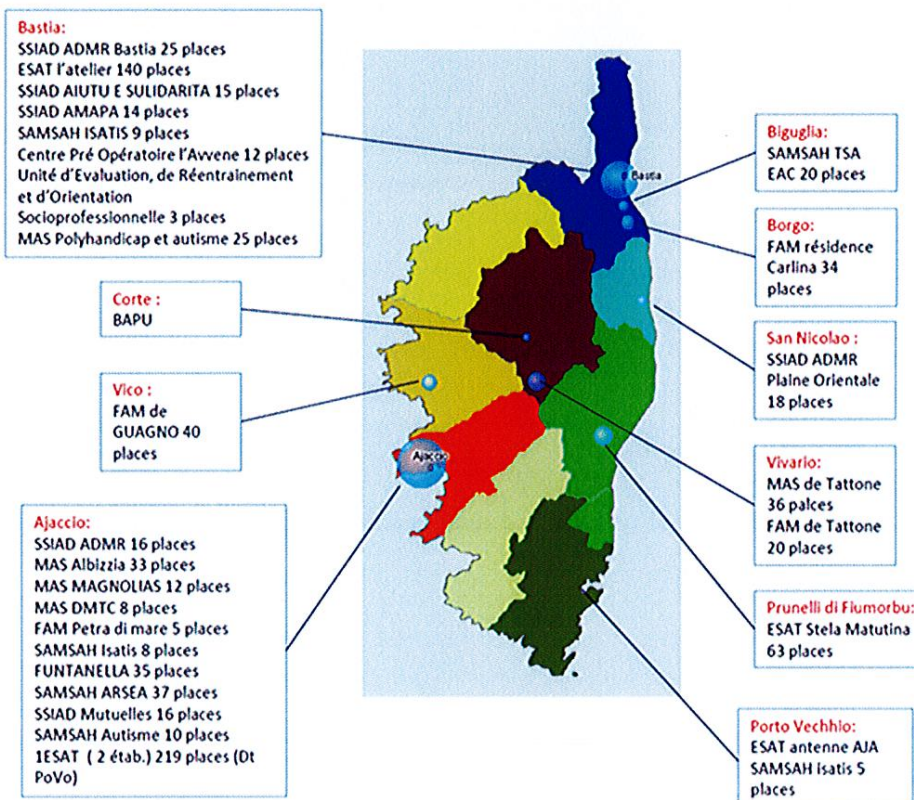 Bastia:
SSIAD ADMR Bastia 25 places
ESAT l'atelier 140 places
SSIAD AIUTU E SULIDARITA 15 places
SSIAD AMAPA 14 places
SAMSAH ISATIS 9 places
Centre Pré Opératoire l'Avvene 12 places
Unité d'Evaluation, de Réentrainement
et d'Orientation
Socioprofessionnelle 3 places
MAS Polyhandicap et autisme 25 places
Corte :
BAPU
Vico :
FAM de
GUAGNO 40
places
Ajaccio:
SSIAD ADMR 16 places
MAS Albizzia 33 places
MAS MAGNOLIAS 12 places
MAS DMTC 8 places
FAM Petra di mare 5 places
SAMSAH Isatis 8 places
FUNTANELLA 35 places
SAMSAH ARSEA 37 places
SSIAD Mutuelles 16 places
SAMSAH Autisme 10 places
1ESAT ( 2 étab.) 219 places (Dt
PoVo)
Bastia
Ajaccio
Biguglia:
SAMSAH TSA
EAC 20 places
Borgo:
FAM résidence
Carlina 34
places
San Nicolao :
SSIAD ADMR
Plaine Orientale
18 places
Vivario:
MAS de Tattone
36 palces
FAM de Tattone
20 places
Prunelli di Fiumorbu:
ESAT Stela Matutina
63 places
Porto Vechhio:
ESAT antenne AJA
SAMSAH isatis 5
places